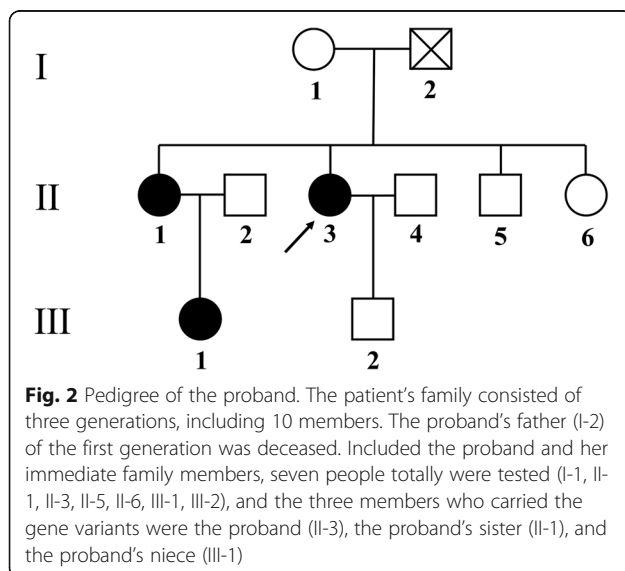 I
1 2
II
1 2 3 4 5 6
III
1 2
Fig. 2 Pedigree of the proband. The patient's family consisted of
three generations, including 10 members. The proband's father (I-2)
of the first generation was deceased. Included the proband and her
immediate family members, seven people totally were tested (I-1, II-
1, II-3, II-5, II-6, III-1, III-2), and the three members who carried the
gene variants were the proband (II-3), the proband's sister (II-1), and
the proband's niece (III-1)